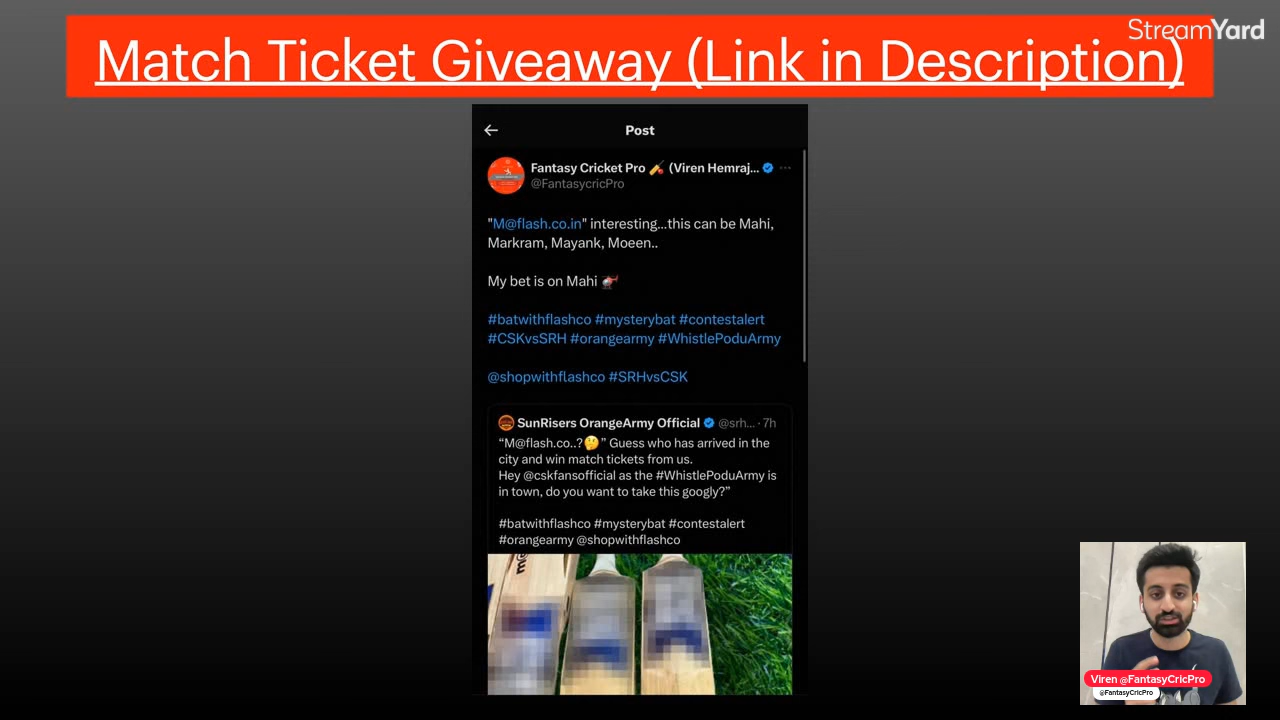 StreamYard
Match Ticket Giveaway (Link in Description)
Post
Fantasy Cricket Pro 🏏 (Viren Hemraj...
@FantasycricPro
"M@flash.co.in" interesting...this can be Mahi,
Markram, Mayank, Moeen..
My bet is on Mahi 🚁
#batwithflashco #mysterybat #contestalert
#CSKvsSRH #orangearmy #WhistlePoduArmy
@shopwithflashco #SRHvsCSK
SunRisers OrangeArmy Official @srh... · 7h
“M@flash.co..?🤔” Guess who has arrived in the
city and win match tickets from us.
Hey @cskfansofficial as the #WhistlePoduArmy is
in town, do you want to take this googly?”
#batwithflashco #mysterybat #contestalert
#orangearmy @shopwithflashco
Viren @FantasyCricPro
@FantasyCricPro